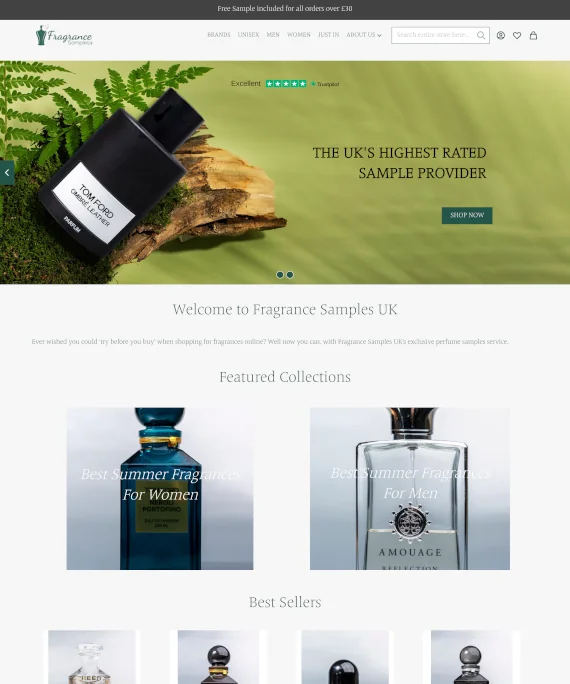 Free Sample included for all orders over £30
Fragrance
Samples
BRANDS UNISEX MEN WOMEN JUST IN ABOUT US
Search entire store here...
Excellent Trustpilot
THE UK'S HIGHEST RATED
SAMPLE PROVIDER
SHOP NOW
TOM FORD
OMBRÉ LEATHER
PARFUM
Welcome to Fragrance Samples UK
Ever wished you could 'try before you buy' when shopping for fragrances online? Well now you can, with Fragrance Samples UK's exclusive perfume samples service.
Featured Collections
Best Summer Fragrances
For Women
NEROLI
PORTOFINO
Best Summer Fragrances
For Men
AMOUAGE
REFLECTION
Best Sellers
CREED